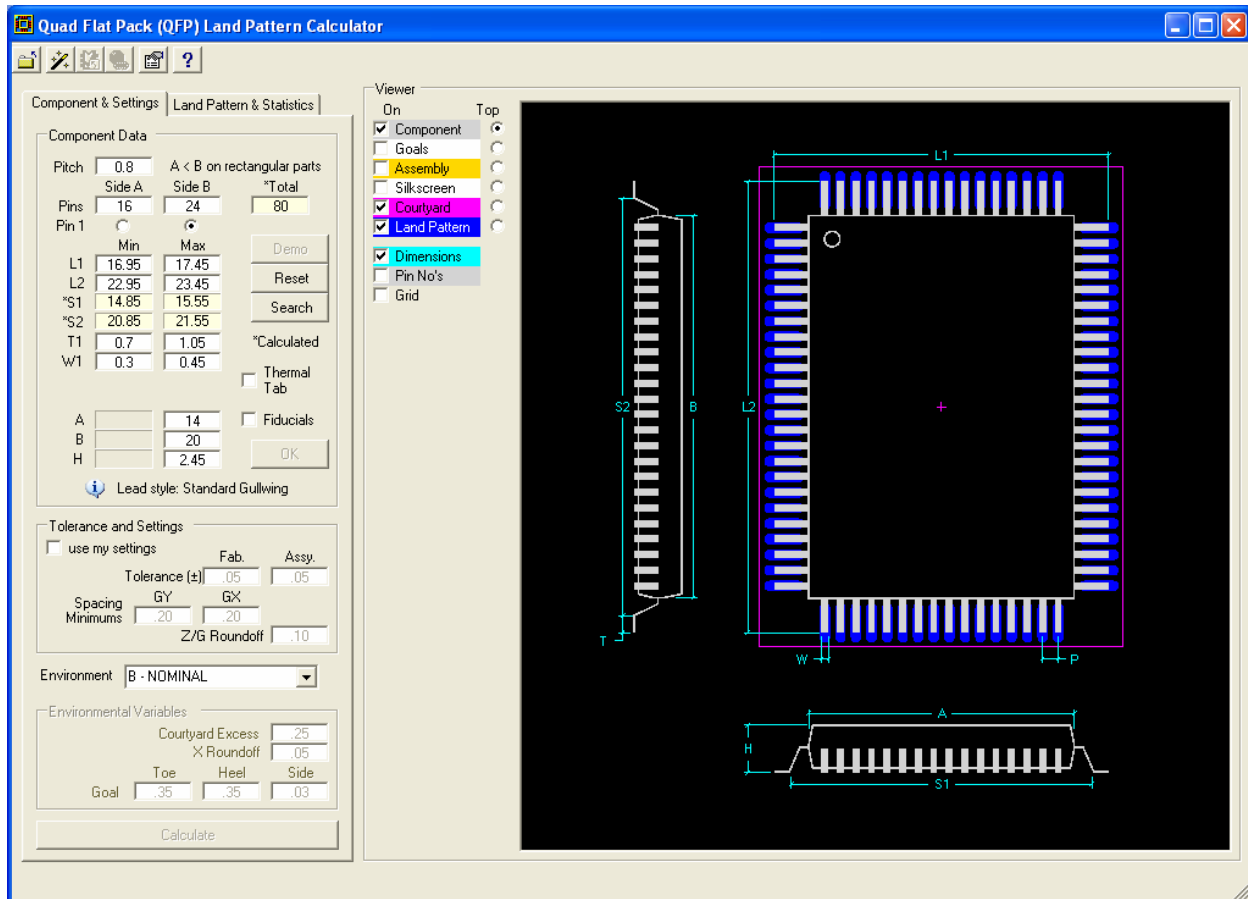 Quad Flat Pack (QFP) Land Pattern Calculator
?
Component & Settings
Land Pattern & Statistics
Component Data
Pitch 0.8 A < B on rectangular parts
Side A Side B *Total
Pins 16 24 80
Pin 1
Min Max
Demo
L1 16.95 17.45
L2 22.95 23.45
Reset
*S1 14.85 15.55
Search
*S2 20.85 21.55
T1 0.7 1.05 *Calculated
W1 0.3 0.45
Thermal
Tab
A 14 Fiducials
B 20
H 2.45
OK
Lead style: Standard Gullwing
Tolerance and Settings
use my settings
Fab. Assy.
Tolerance (±) .05 .05
GY GX
Spacing
Minimums .20 .20
Z/G Roundoff .10
Environment B - NOMINAL
Environmental Variables
Courtyard Excess .25
X Roundoff .05
Toe Heel Side
Goal .35 .35 .03
Calculate
Viewer
On Top
Component
Goals
Assembly
Silkscreen
Courtyard
Land Pattern
Dimensions
Pin No's
Grid
L1
S2
B
L2
T
W
P
A
H
S1